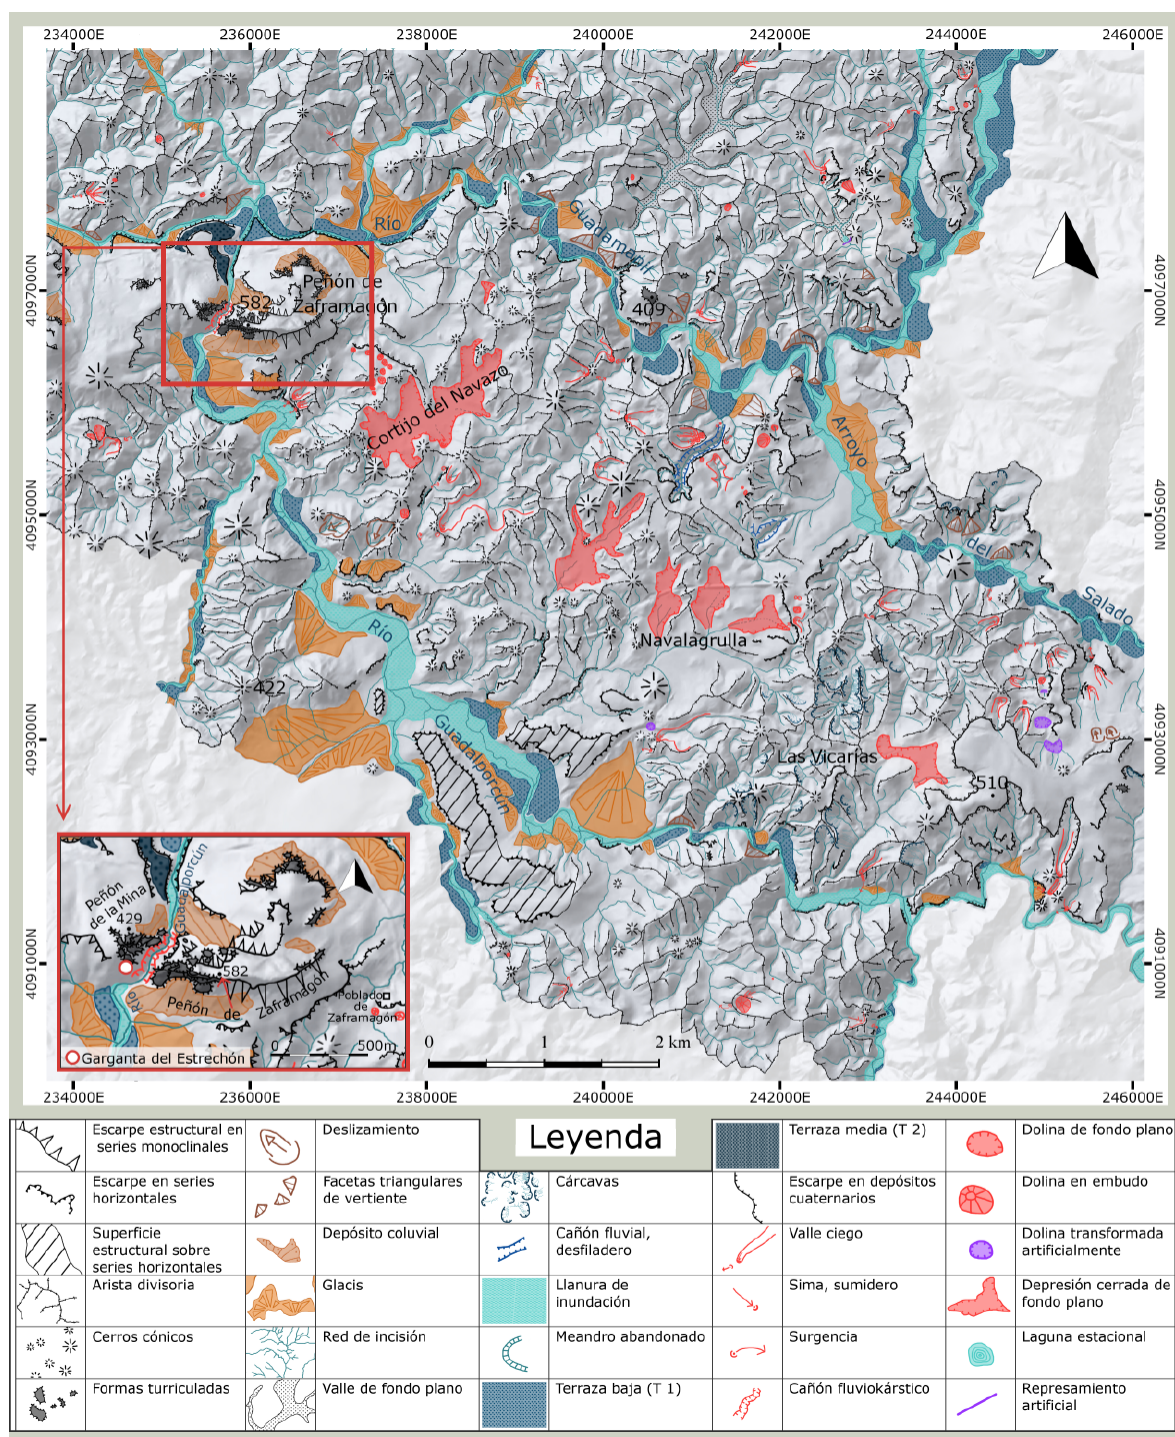 234000E 236000E 238000E 240000E 2242000E 2244000E 2246000E
4097000N
4097000N
Río
Guadamanil
Peñón de
Zaframagón
582
409
Cortijo del Navazo
Arroyo
4095000N
4095000N
del
Salado
Río
Navalagrulla
422
4093000N
4093000N
Guadalporcún
Las Vicarías
510
Peñón
de la Mina
429
Guadalporcún
582
Río
Peñón de Zaframagón
Poblado
de
Zaframagón
0 500m
Garganta del Estrechón
4091000N
4091000N
0 1 2 km
234000E 236000E 238000E 240000E 242000E 244000E 246000E
Leyenda
Escarpe estructural en
series monoclinales
Escarpe en series
horizontales
Superficie
estructural sobre
series horizontales
Arista divisoria
Cerros cónicos
Formas turriculadas
Deslizamiento
Facetas triangulares
de vertiente
Depósito coluvial
Glacis
Red de incisión
Valle de fondo plano
Cárcavas
Cañón fluvial,
desfiladero
Llanura de
inundación
Meandro abandonado
Terraza baja (T 1)
Terraza media (T 2)
Escarpe en depósitos
cuaternarios
Valle ciego
Sima, sumidero
Surgencia
Cañón fluviokárstico
Dolina de fondo plano
Dolina en embudo
Dolina transformada
artificialmente
Depresión cerrada de
fondo plano
Laguna estacional
Represamiento
artificial